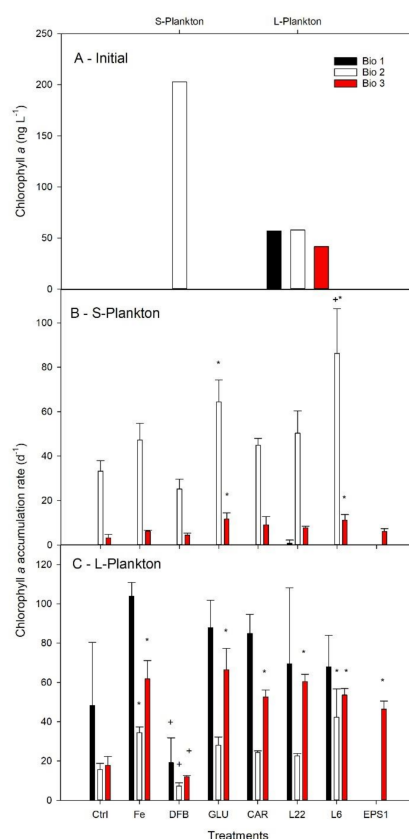 S-Plankton L-Plankton
A - Initial
Bio 1
Bio 2
Bio 3
Chlorophyll a (ng L-1)
250
200
150
100
50
0
B - S-Plankton
+*
*
*
*
100
80
60
40
20
0
Chlorophyll a accumulation rate (d-1)
C - L-Plankton
120
100
80
60
40
20
0
* * + + + * * * * * *
Ctrl Fe DFB GLU CAR L22 L6 EPS1
Treatments